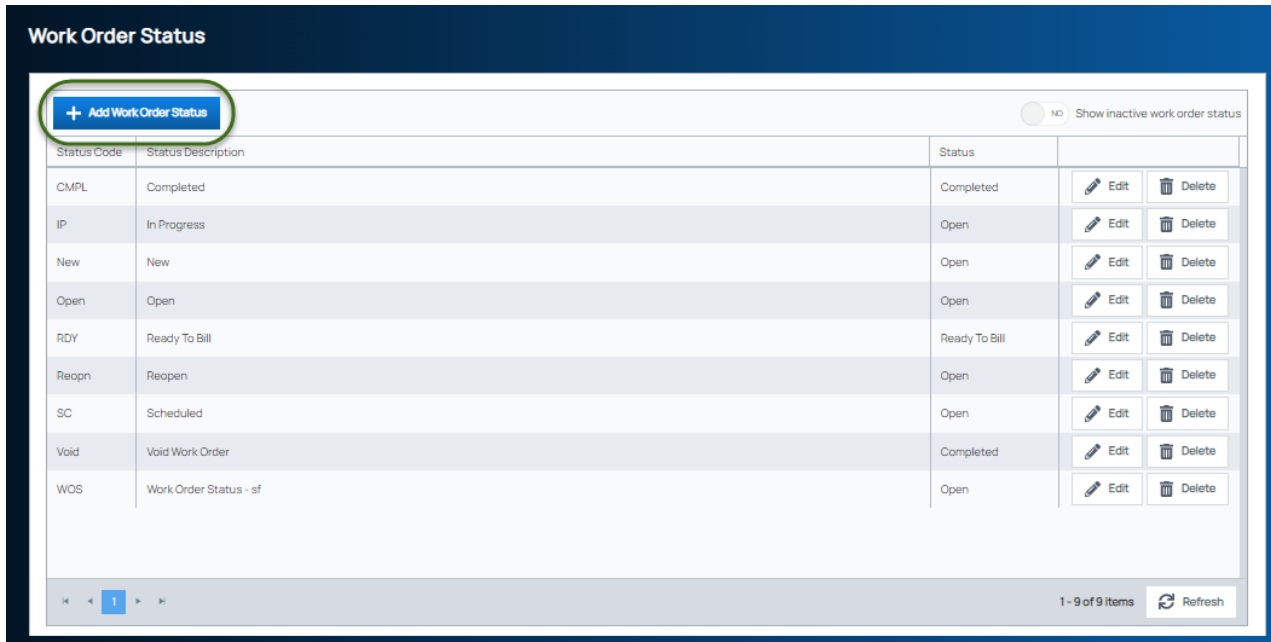 Work Order Status
Add Work Order Status
NO Show inactive work order status
Status Code Status Description Status
CMPL Completed Completed Edit Delete
IP In Progress Open Edit Delete
New New Open Edit Delete
Open Open Open Edit Delete
RDY Ready To Bill Ready To Bill Edit Delete
Reopn Reopen Open Edit Delete
SC Scheduled Open Edit Delete
Void Void Work Order Completed Edit Delete
WOS Work Order Status - sf Open Edit Delete
1 1 - 9 of 9 items Refresh